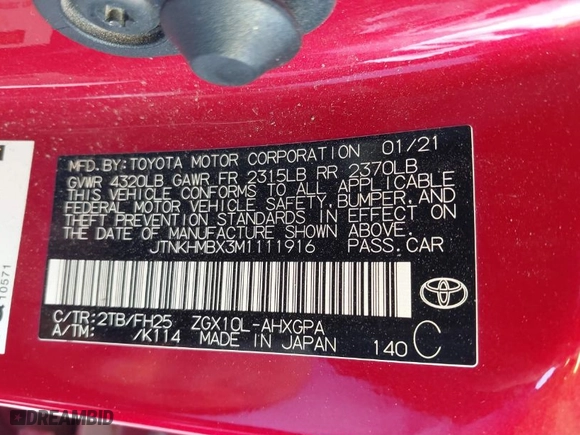 MFD.BY:TOYOTA MOTOR CORPORATION 01/21
GVWR 4320LB GAWR FR 2315LB RR 2370LB
THIS VEHICLE CONFORMS TO ALL APPLICABLE
FEDERAL MOTOR VEHICLE SAFETY,BUMPER,AND
THEFT PREVENTION STANDARDS IN EFFECT ON
THE DATE OF MANUFACTURE SHOWN ABOVE.
JTNKHMBX3M1111916 PASS.CAR
C/TR:2TB/FH25 ZGX10L-AHXGPA
A/TM: /K114 MADE IN JAPAN 140 C
10571
DREAMBID